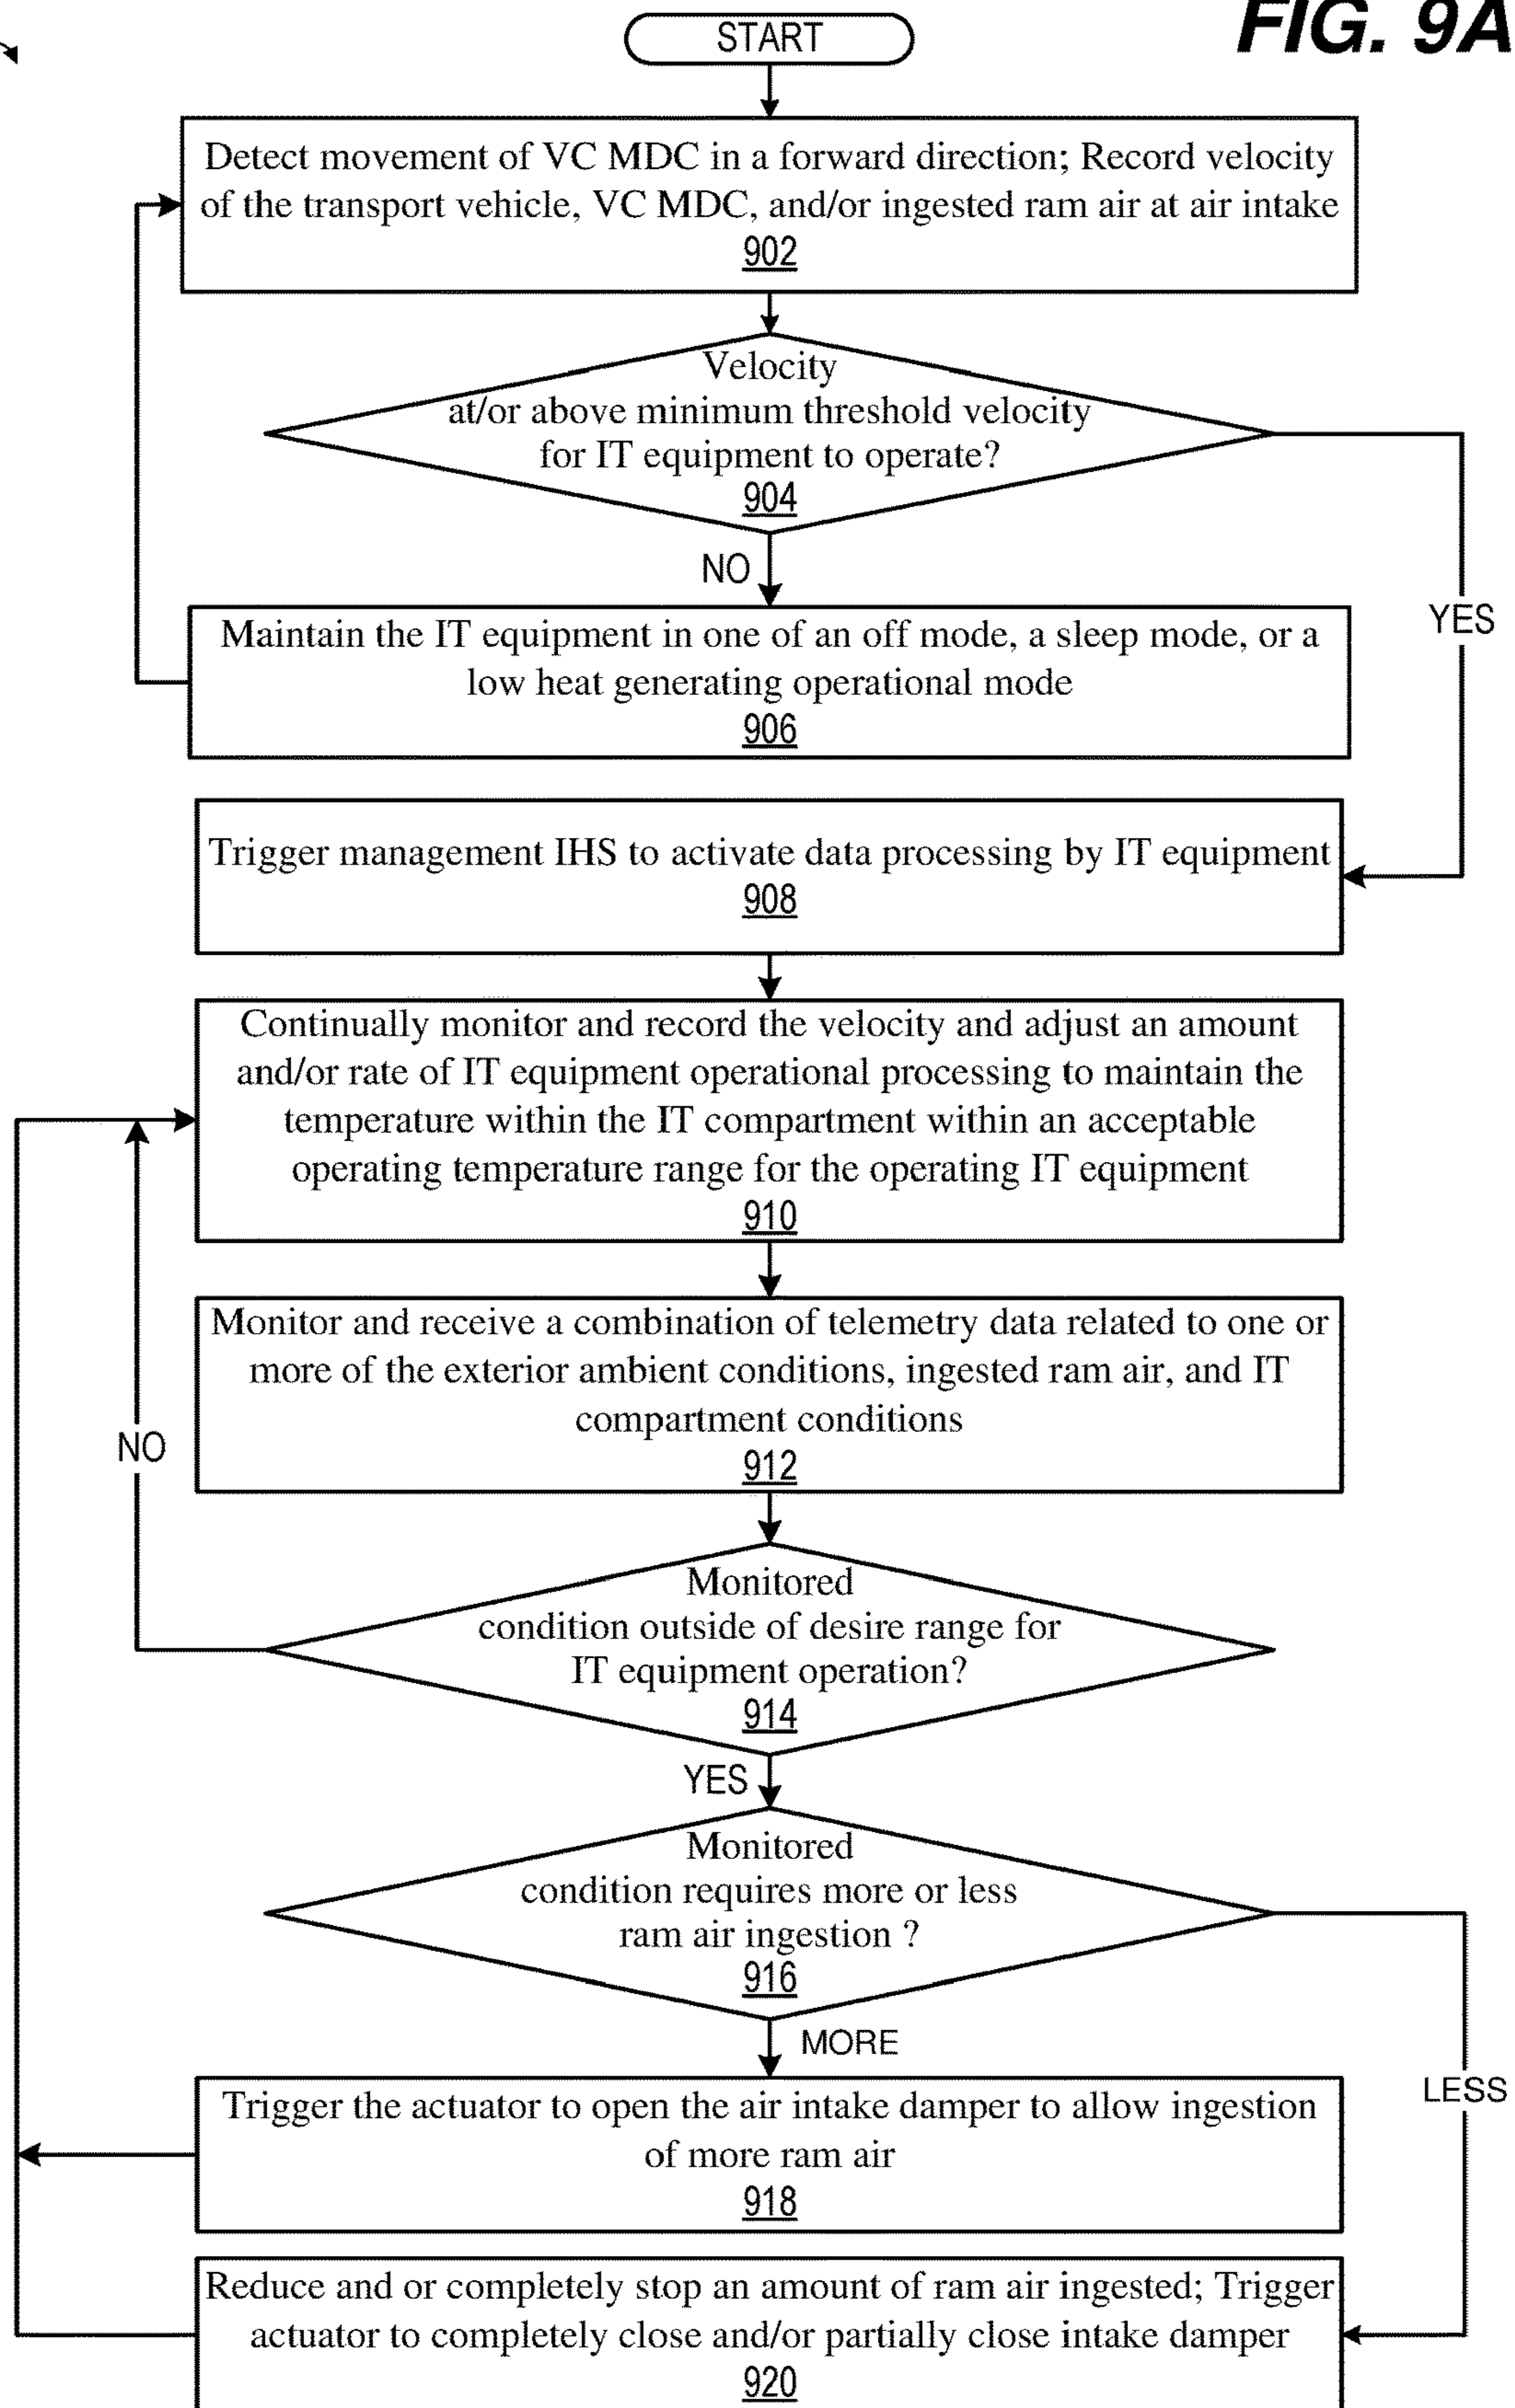 FIG. 9A
START
Detect movement of VC MDC in a forward direction; Record velocity
of the transport vehicle, VC MDC, and/or ingested ram air at air intake
902
Velocity
at/or above minimum threshold velocity
for IT equipment to operate?
904
NO
YES
Maintain the IT equipment in one of an off mode, a sleep mode, or a
low heat generating operational mode
906
Trigger management IHS to activate data processing by IT equipment
908
Continually monitor and record the velocity and adjust an amount
and/or rate of IT equipment operational processing to maintain the
temperature within the IT compartment within an acceptable
operating temperature range for the operating IT equipment
910
Monitor and receive a combination of telemetry data related to one or
more of the exterior ambient conditions, ingested ram air, and IT
compartment conditions
912
NO
Monitored
condition outside of desire range for
IT equipment operation?
914
YES
Monitored
condition requires more or less
ram air ingestion ?
916
MORE
LESS
Trigger the actuator to open the air intake damper to allow ingestion
of more ram air
918
Reduce and or completely stop an amount of ram air ingested; Trigger
actuator to completely close and/or partially close intake damper
920